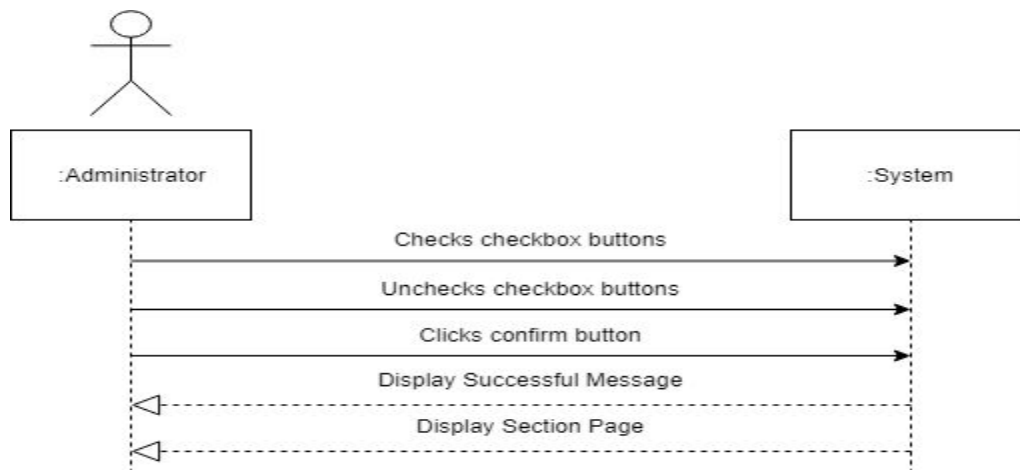 :Administrator
:System
Checks checkbox buttons
Unchecks checkbox buttons
Clicks confirm button
Display Successful Message
Display Section Page